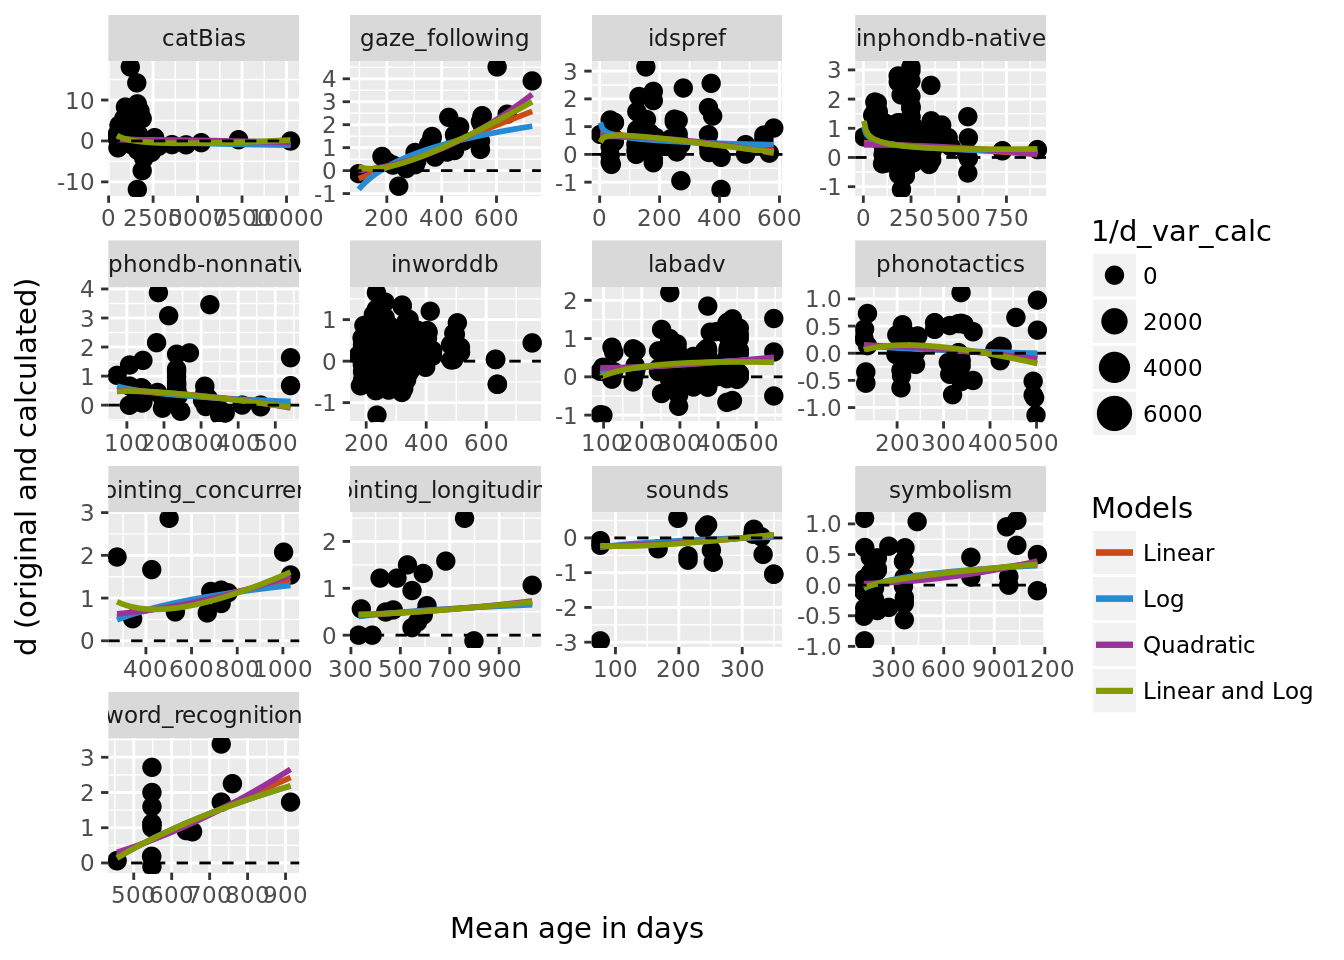 catBias
gaze_following
idspref
inphondb-native
10
0
-10
4
3
2
1
0
-1
3
2
1
0
-1
3
2
1
0
-1
0 2500 5000 7500 10000
200 400 600
0 200 400 600
0 250 500 750
phondb-nonnativ
inworddb
labadv
phonotactics
4
3
2
1
0
1
0
-1
2
1
0
-1
1.0
0.5
0.0
-0.5
-1.0
100 200 300 400 500
200 400 600
100 200 300 400 500
200 300 400 500
ointing_concurren
ointing_longitudin
sounds
symbolism
3
2
1
0
2
1
0
0
-1
-2
-3
1.0
0.5
0.0
-0.5
-1.0
400 600 800 1000
300 500 700 900
100 200 300
300 600 900 1200
word_recognition
3
2
1
0
500 600 700 800 900
Mean age in days
d (original and calculated)
1/d_var_calc
0
2000
4000
6000
Models
Linear
Log
Quadratic
Linear and Log